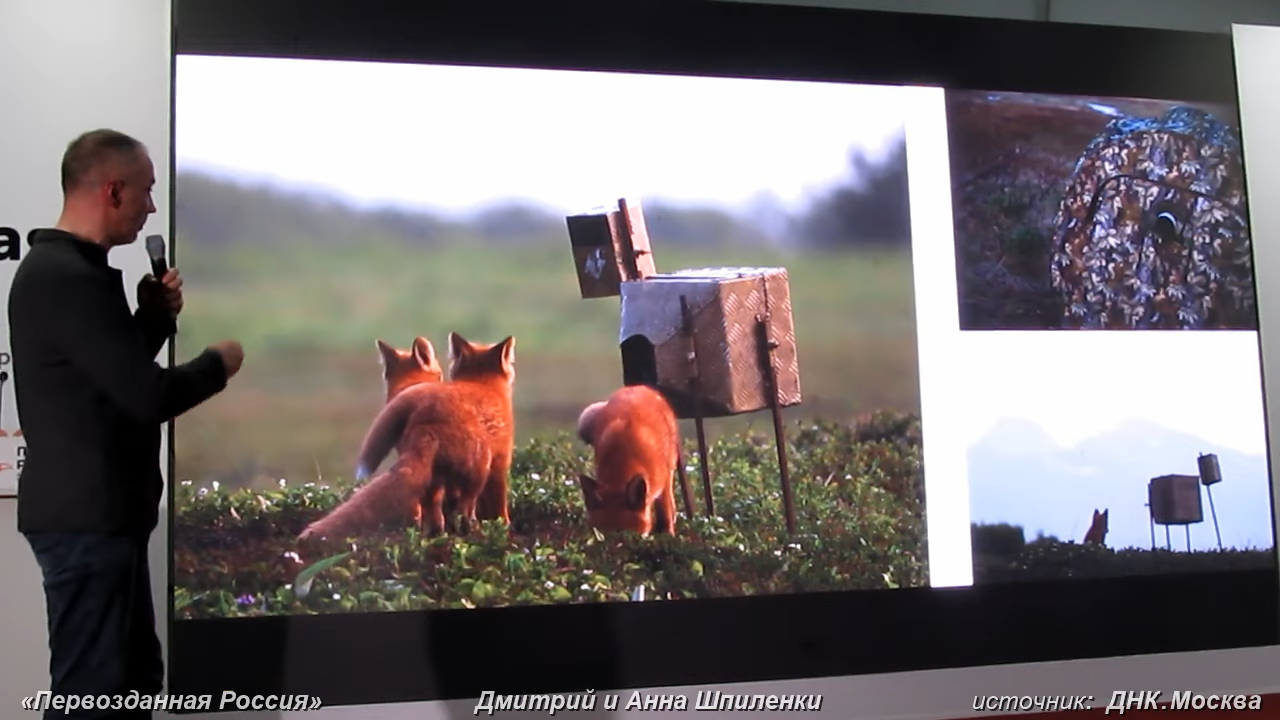 а
«Первозданная Россия»
Дмитрий и Анна Шпиленки
источник: ДНК.Москва